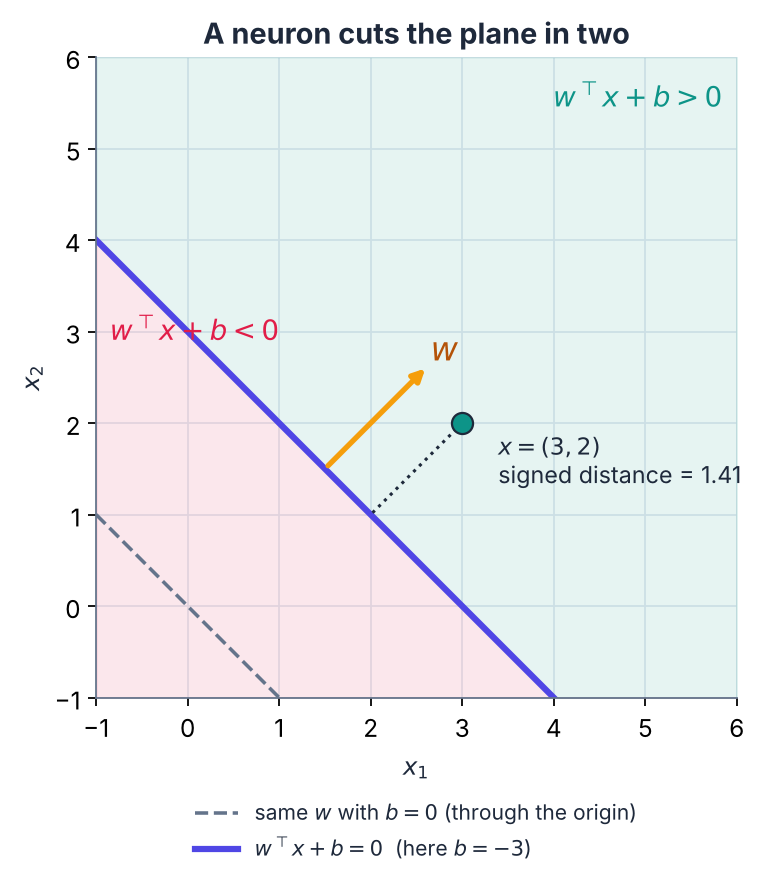 A neuron cuts the plane in two
6
w⊤x + b > 0
5
4
w⊤x + b < 0
3
w
x₂
2
x = (3, 2)
signed distance = 1.41
1
0
−1
−1 0 1 2 3 4 5 6
x₁
same w with b = 0 (through the origin)
w⊤x + b = 0 (here b = −3)